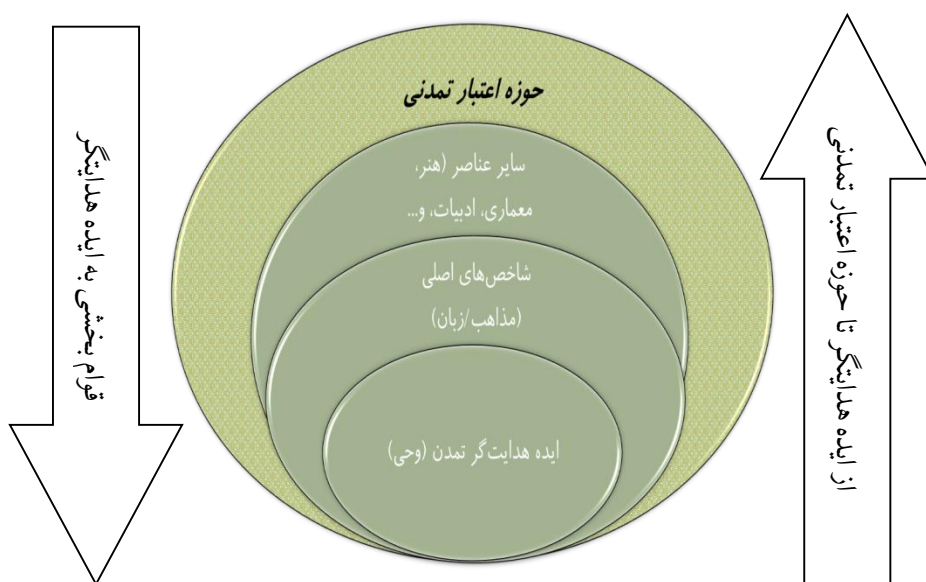 حوزه اعتبار تمدنی
سایر عناصر (هنر،
معماری، ادبیات، و...
شاخص‌های اصلی
(مذاهب/زبان)
ایده هدایت‌گر تمدن (وحی)
از ایده هدایتگر تا حوزه اعتبار تمدنی
قوام بخشی به ایده هدایتگر